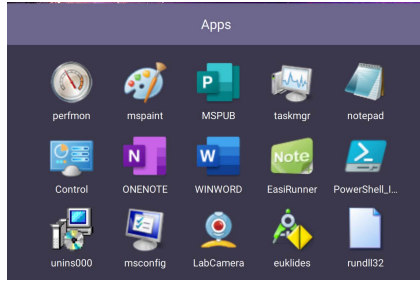 Apps
perfmon mspaint MSPUB taskmgr notepad
Control ONENOTE WINWORD EasiRunner PowerShell_I...
unins000 msconfig LabCamera euklides rundll32
P
N W Note